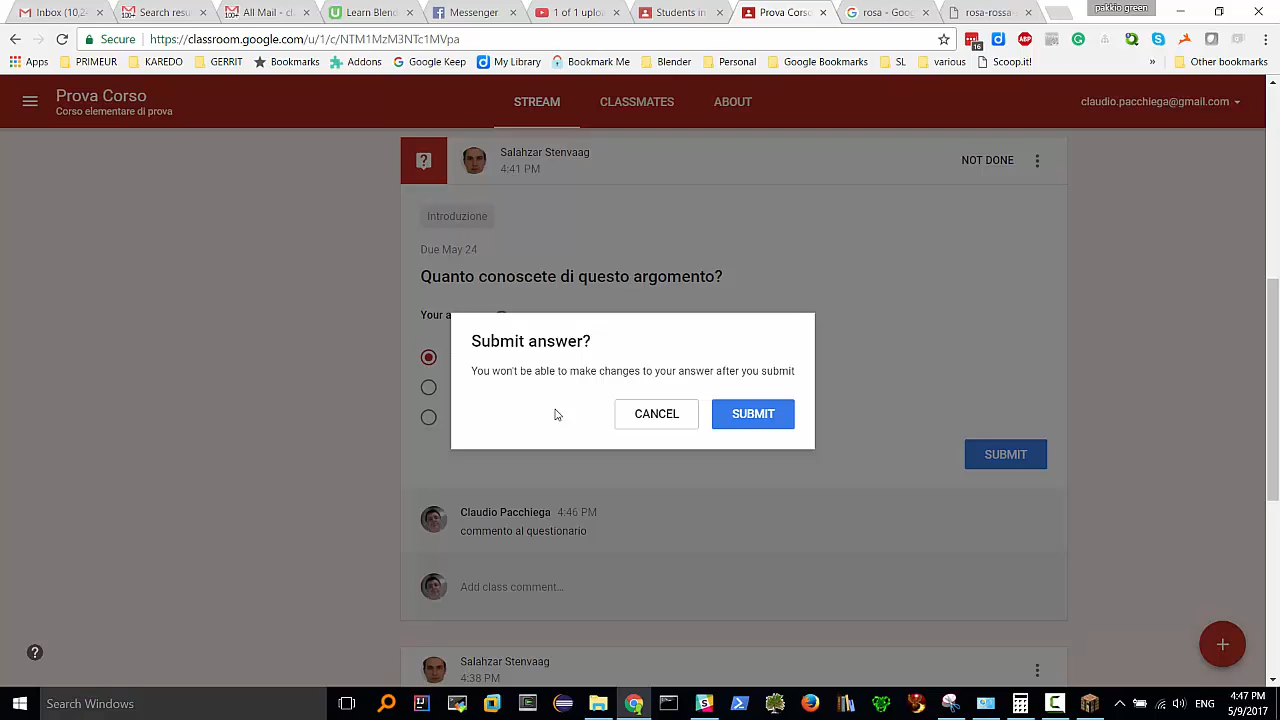 Inbox (10,24
Search resu
All Mail - cl
Learn Blend
Messenger
1 of 1 uploa
Students in
Prova Corso
rosa - Goog
rosa-rossa-
pakkio green
Secure
https://classroom.google.com/u/1/c/NTM1MzM3NTc1MVpa
16
ABP
Apps
PRIMEUR
KAREDO
GERRIT
Bookmarks
Addons
Google Keep
My Library
Bookmark Me
Blender
Personal
Google Bookmarks
SL
various
Scoop.it!
»
Other bookmarks
Prova Corso
Corso elementare di prova
STREAM
CLASSMATES
ABOUT
claudio.pacchiega@gmail.com
Salahzar Stenvaag
4:41 PM
NOT DONE
Introduzione
Due May 24
Quanto conoscete di questo argomento?
Your a
Submit answer?
You won't be able to make changes to your answer after you submit
CANCEL
SUBMIT
SUBMIT
Claudio Pacchiega 4:46 PM
commento al questionario
Add class comment...
Salahzar Stenvaag
4:38 PM
Search Windows
ENG
4:47 PM
5/9/2017